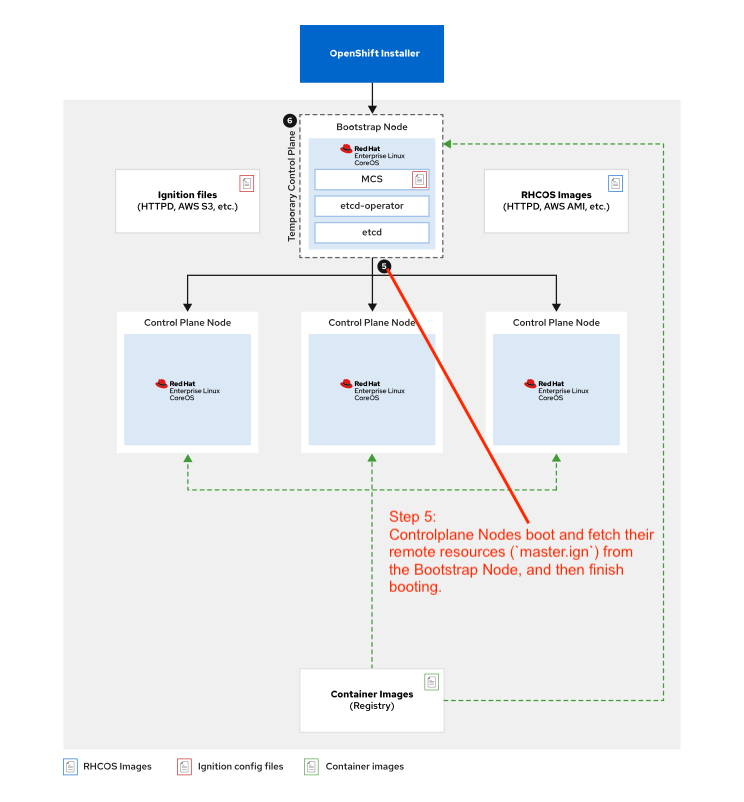 OpenShift Installer
6
Bootstrap Node
Temporary Control Plane
Red Hat
Enterprise Linux
CoreOS
MCS
etcd-operator
etcd
Ignition files
(HTTPD, AWS S3, etc.)
RHCOS Images
(HTTPD, AWS AMI, etc.)
5
Control Plane Node
Control Plane Node
Control Plane Node
Red Hat
Enterprise Linux
CoreOS
Red Hat
Enterprise Linux
CoreOS
Red Hat
Enterprise Linux
CoreOS
Step 5:
Controlplane Nodes boot and fetch their
remote resources (`master.ign`) from
the Bootstrap Node, and then finish
booting.
Container Images
(Registry)
RHCOS Images
Ignition config files
Container images